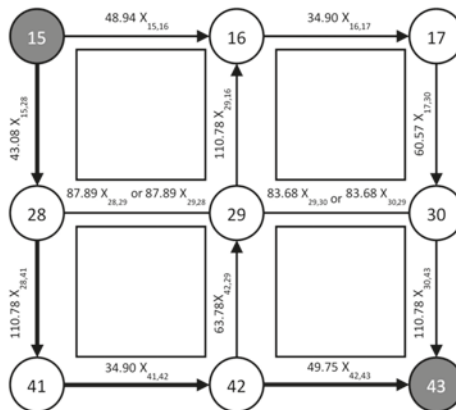 15 48.94 X15,16 16 34.90 X16,17 17
43.08 X15,28 110.78 X29,16 60.57 X17,30
28 87.89 X28,29 or 87.89 X29,28 29 83.68 X29,30 or 83.68 X30,29 30
110.78 X28,41 63.78X42,29 110.78 X30,43
41 34.90 X41,42 42 49.75 X42,43 43